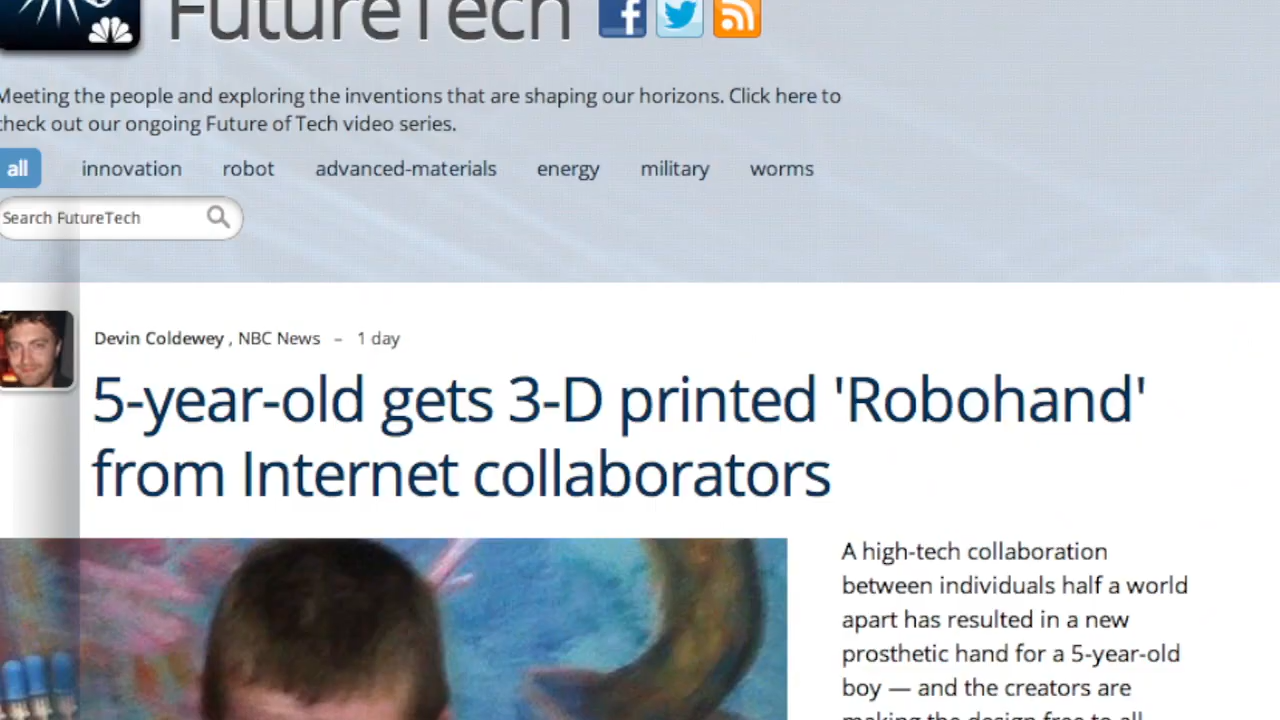 FutureTech
Meeting the people and exploring the inventions that are shaping our horizons. Click here to
check out our ongoing Future of Tech video series.
all innovation robot advanced-materials energy military worms
Search FutureTech
Devin Coldewey , NBC News – 1 day
5-year-old gets 3-D printed 'Robohand'
from Internet collaborators
A high-tech collaboration
between individuals half a world
apart has resulted in a new
prosthetic hand for a 5-year-old
boy — and the creators are
making the design free to all